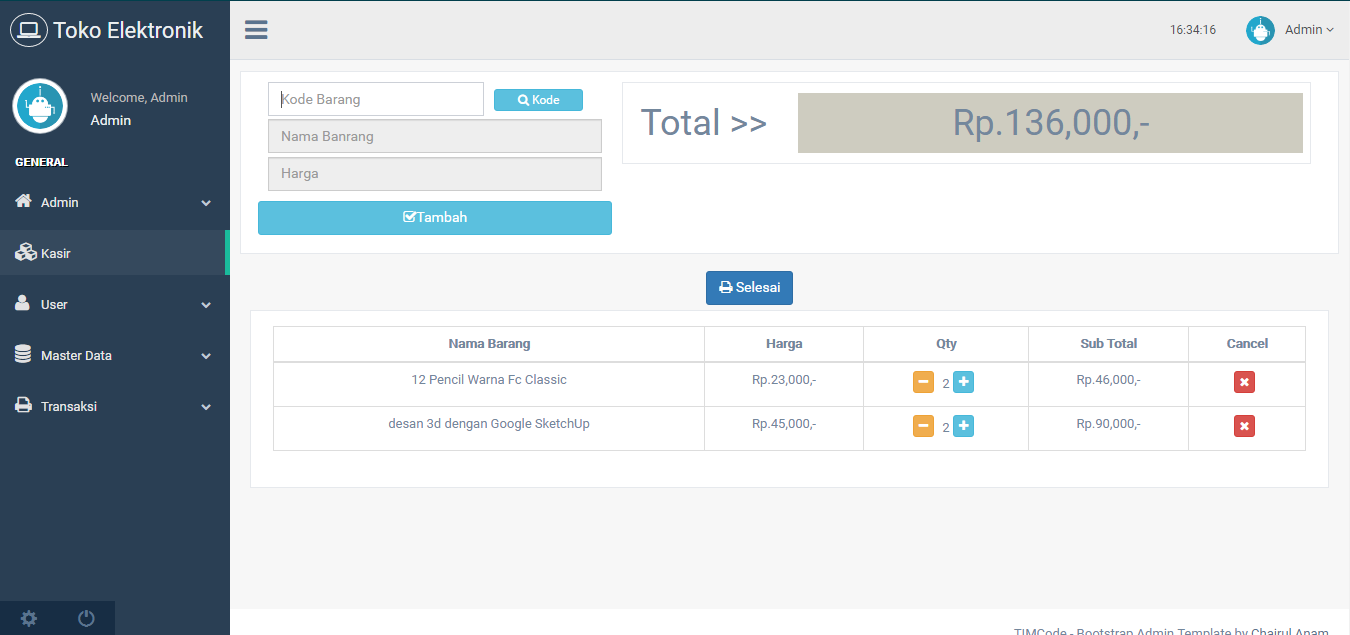 Toko Elektronik
16:34:16
Admin
Welcome, Admin
Admin
GENERAL
Admin
Kasir
User
Master Data
Transaksi
Kode Barang
Kode
Nama Banrang
Harga
Tambah
Total >>
Rp.136,000,-
Selesai
Nama Barang Harga Qty Sub Total Cancel
12 Pencil Warna Fc Classic Rp.23,000,- 2 Rp.46,000,-
desan 3d dengan Google SketchUp Rp.45,000,- 2 Rp.90,000,-
TIMCode - Bootstrap Admin Template by Chairul Anam